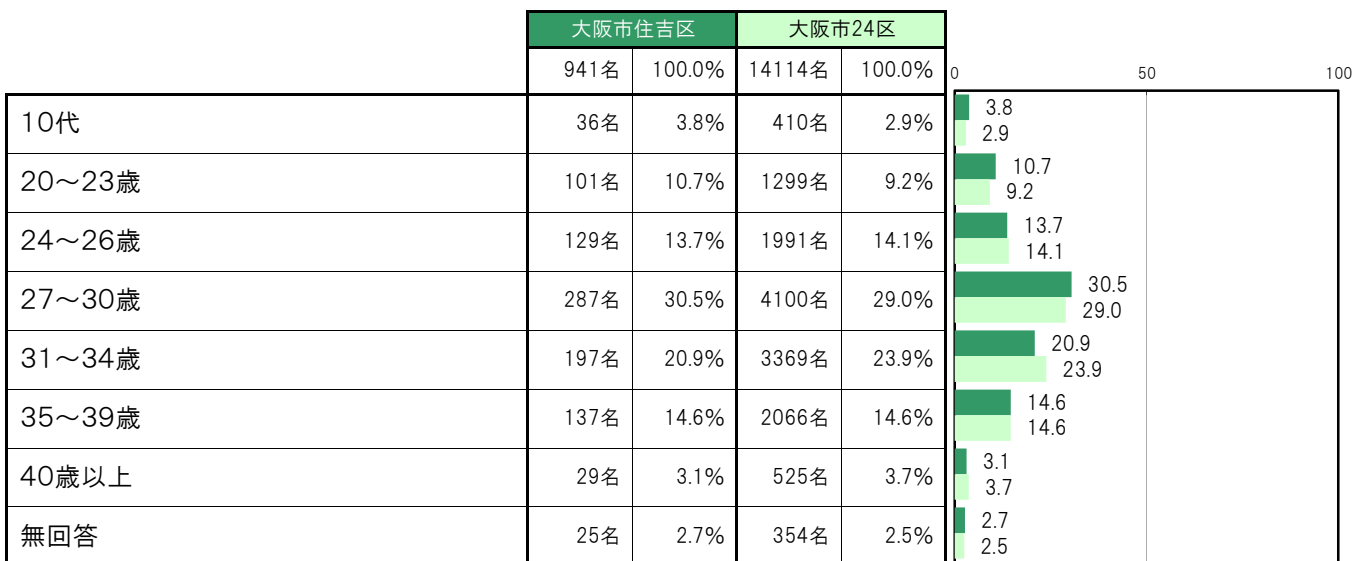 大阪市住吉区 大阪市24区
941名 100.0% 14114名 100.0% 0 50 100
10代 36名 3.8% 410名 2.9% 3.8
2.9
20～23歳 101名 10.7% 1299名 9.2% 10.7
9.2
24～26歳 129名 13.7% 1991名 14.1% 13.7
14.1
27～30歳 287名 30.5% 4100名 29.0% 30.5
29.0
31～34歳 197名 20.9% 3369名 23.9% 20.9
23.9
35～39歳 137名 14.6% 2066名 14.6% 14.6
14.6
40歳以上 29名 3.1% 525名 3.7% 3.1
3.7
無回答 25名 2.7% 354名 2.5% 2.7
2.5